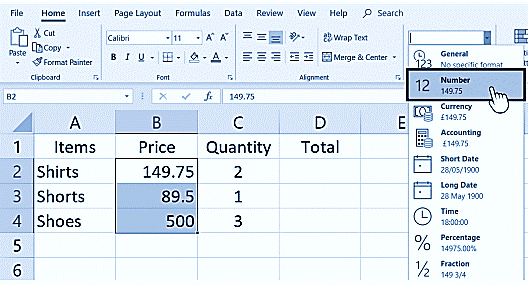 File Home Insert Page Layout Formulas Data Review View Help Search
Paste
Cut
Copy
Format Painter
Clipboard
Calibri 11 A A
B I U A
Font
ab Wrap Text
Merge & Center
Alignment
General
123 No specific format
12 Number
149.75
Currency
£149.75
Accounting
£149.75
Short Date
28/05/1900
Long Date
28 May 1900
Time
18:00:00
% Percentage
14975.00%
½ Fraction
149 3/4
B2 fx 149.75
A B C D E
1 Items Price Quantity Total
2 Shirts 149.75 2
3 Shorts 89.5 1
4 Shoes 500 3
5
6